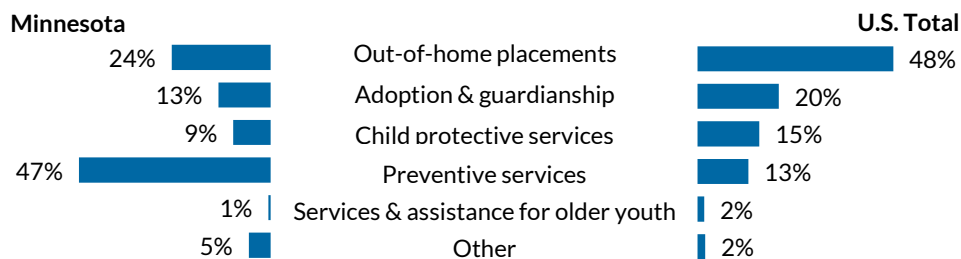 Minnesota U.S. Total
24% Out-of-home placements 48%
13% Adoption & guardianship 20%
9% Child protective services 15%
47% Preventive services 13%
1% Services & assistance for older youth 2%
5% Other 2%